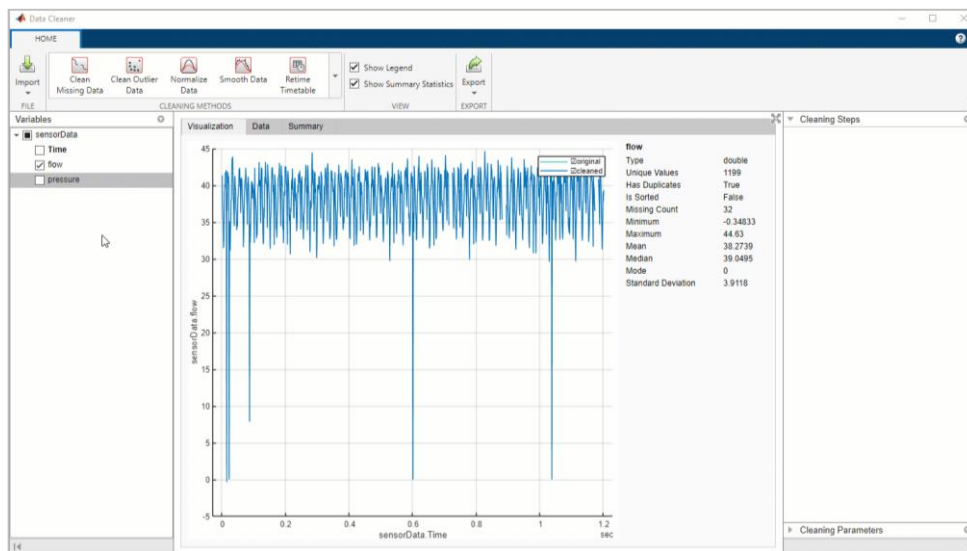 Data Cleaner
HOME
Import
Clean Missing Data
Clean Outlier Data
Normalize Data
Smooth Data
Retime Timetable
Show Legend
Show Summary Statistics
Export
FILE
CLEANING METHODS
VIEW
EXPORT
Variables
sensorData
Time
flow
pressure
Visualization Data Summary
original
cleaned
45
40
35
30
25
20
15
10
5
0
-5
sensorData.flow
0 0.2 0.4 0.6 0.8 1 1.2
sensorData.Time
sec
flow
Type double
Unique Values 1199
Has Duplicates True
Is Sorted False
Missing Count 32
Minimum -0.34833
Maximum 44.63
Mean 38.2739
Median 39.0495
Mode 0
Standard Deviation 3.9118
Cleaning Steps
Cleaning Parameters